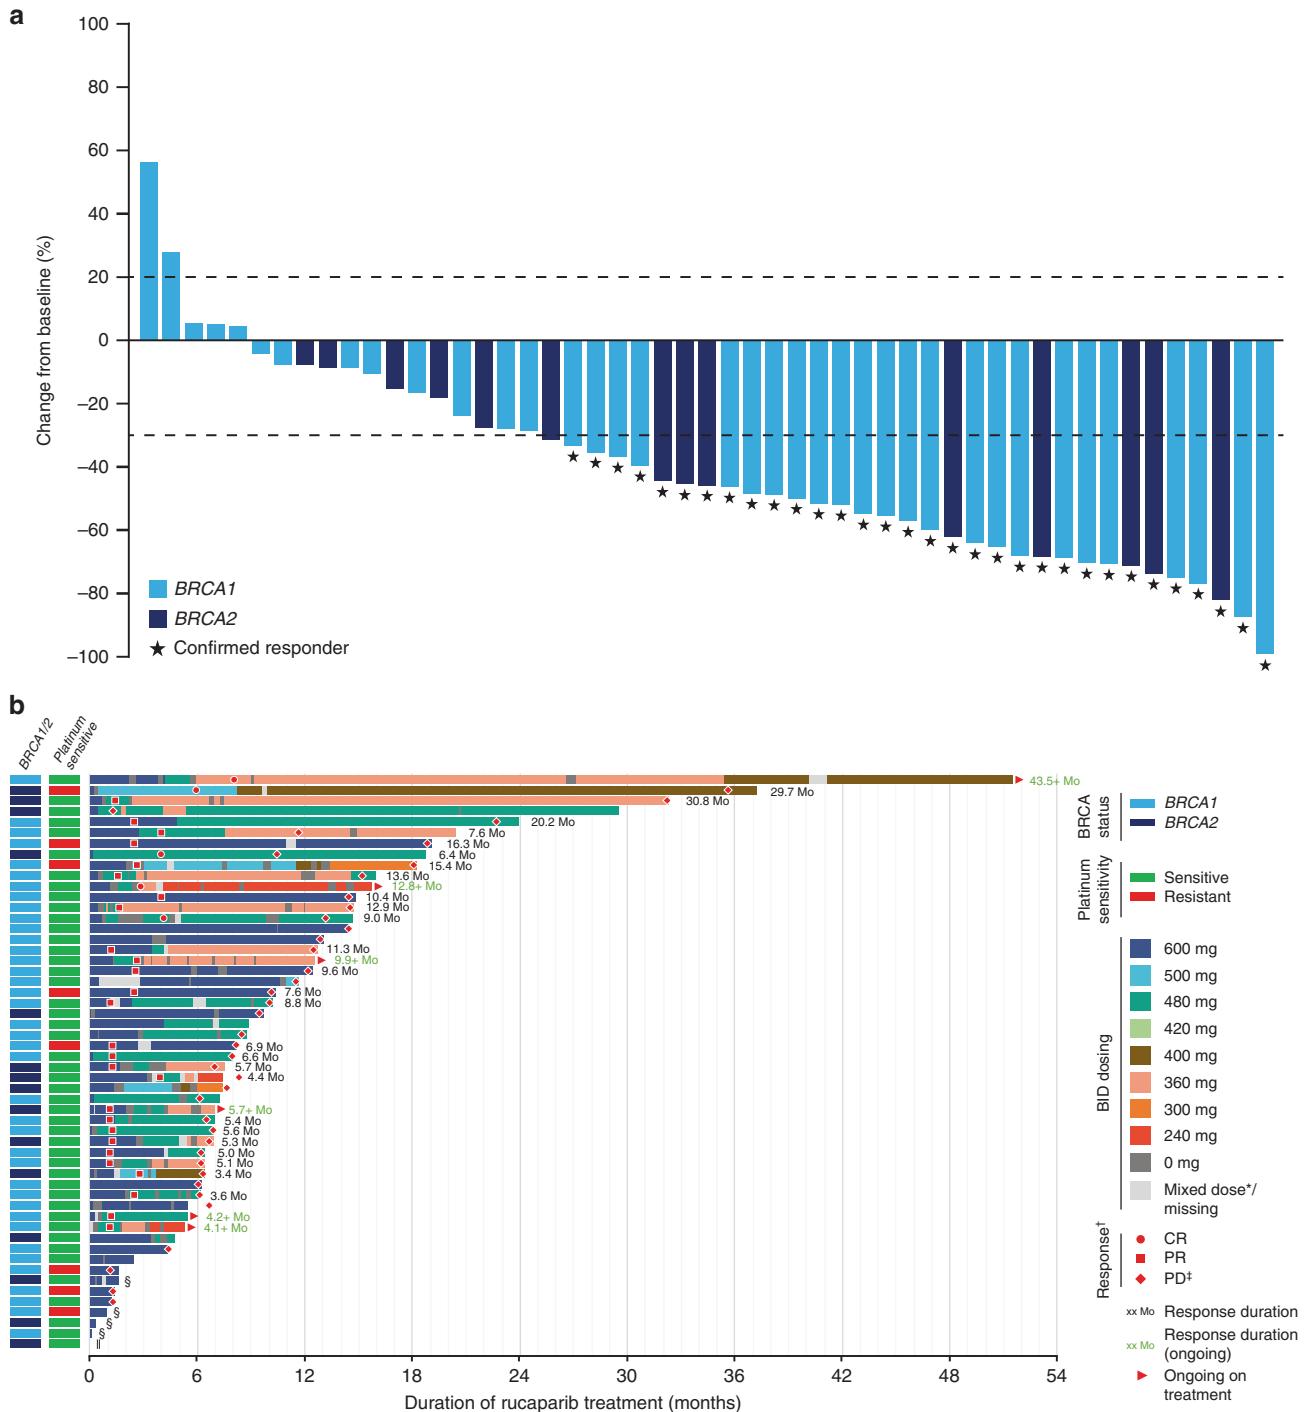 a
100
80
60
40
20
0
−20
−40
−60
−80
−100
Change from baseline (%)
BRCA1
BRCA2
★ Confirmed responder
b
BRCA1/2
Platinum
sensitive
43.5+ Mo
29.7 Mo
30.8 Mo
20.2 Mo
7.6 Mo
16.3 Mo
6.4 Mo
15.4 Mo
13.6 Mo
12.8+ Mo
10.4 Mo
12.9 Mo
9.0 Mo
11.3 Mo
9.9+ Mo
9.6 Mo
7.6 Mo
8.8 Mo
6.9 Mo
6.6 Mo
5.7 Mo
4.4 Mo
5.7+ Mo
5.4 Mo
5.6 Mo
5.3 Mo
5.0 Mo
5.1 Mo
3.4 Mo
3.6 Mo
4.2+ Mo
4.1+ Mo
§
§
§
§
||
0 6 12 18 24 30 36 42 48 54
Duration of rucaparib treatment (months)
BRCA
status
BRCA1
BRCA2
Platinum
sensitivity
Sensitive
Resistant
BID dosing
600 mg
500 mg
480 mg
420 mg
400 mg
360 mg
300 mg
240 mg
0 mg
Mixed dose*/
missing
Response†
CR
PR
PD‡
xx Mo Response duration
xx Mo Response duration
(ongoing)
Ongoing on
treatment